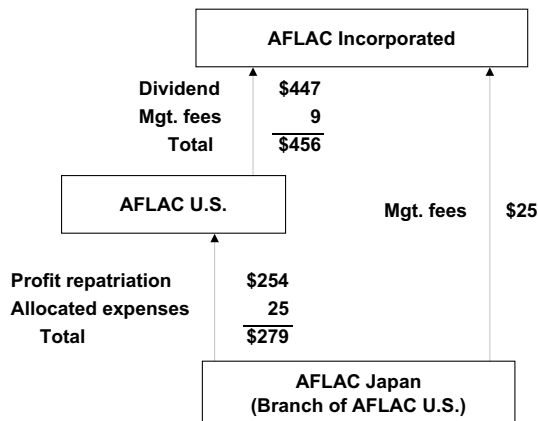 AFLAC Incorporated
Dividend $447
Mgt. fees 9
Total $456
AFLAC U.S.
Mgt. fees $25
Profit repatriation $254
Allocated expenses 25
Total $279
AFLAC Japan
(Branch of AFLAC U.S.)